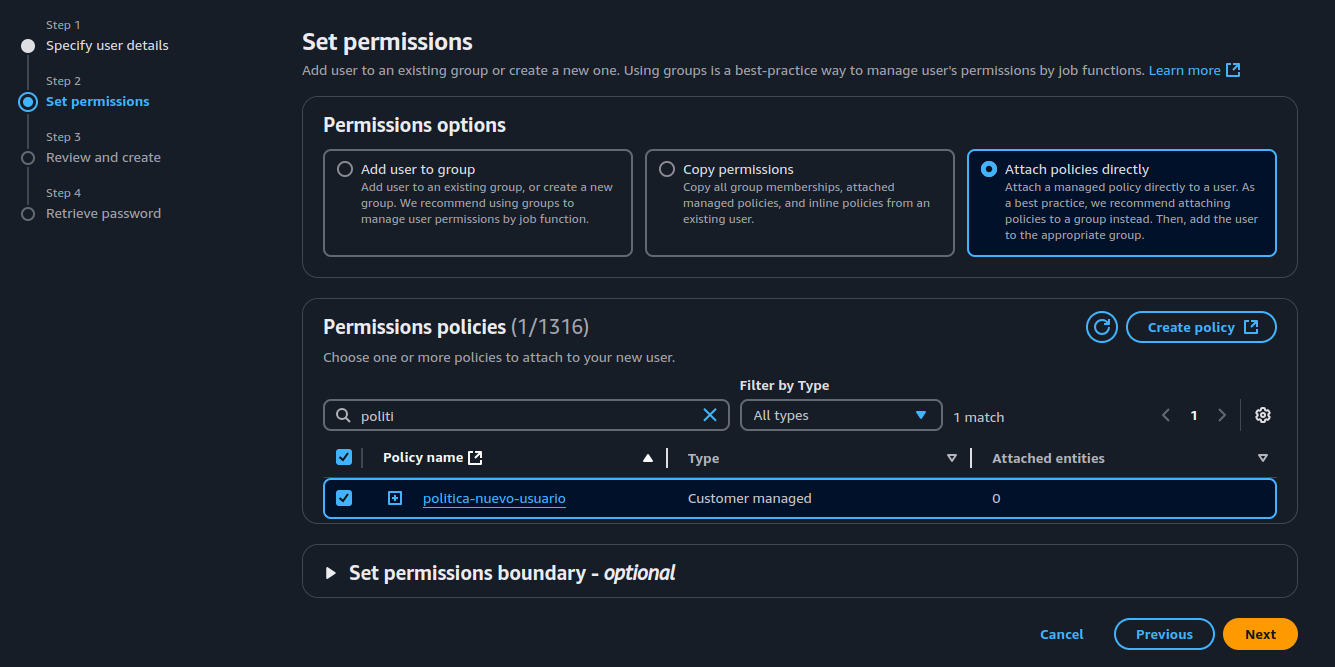 Step 1
Specify user details
Step 2
Set permissions
Step 3
Review and create
Step 4
Retrieve password
Set permissions
Add user to an existing group or create a new one. Using groups is a best-practice way to manage user's permissions by job functions. Learn more
Permissions options
Add user to group
Add user to an existing group, or create a new
group. We recommend using groups to
manage user permissions by job function.
Copy permissions
Copy all group memberships, attached
managed policies, and inline policies from an
existing user.
Attach policies directly
Attach a managed policy directly to a user. As
a best practice, we recommend attaching
policies to a group instead. Then, add the user
to the appropriate group.
Permissions policies (1/1316)
Create policy
Choose one or more policies to attach to your new user.
Filter by Type
politi
All types
1 match
1
Policy name
Type
Attached entities
politica-nuevo-usuario
Customer managed
0
Set permissions boundary - optional
Cancel
Previous
Next